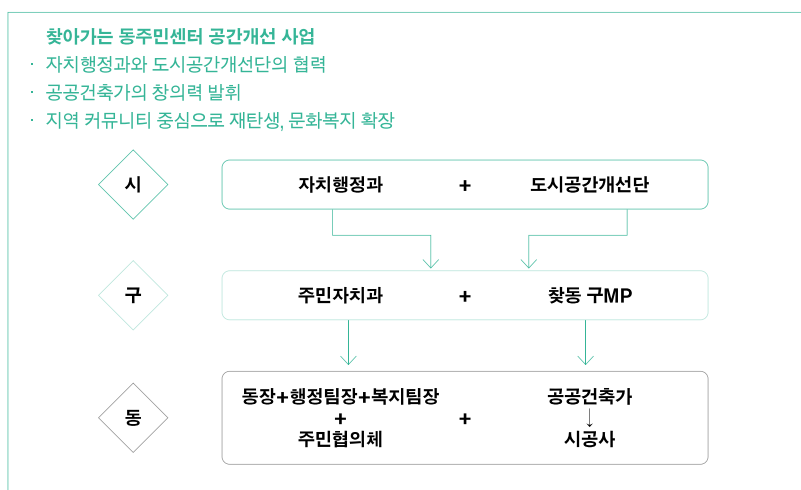 찾아가는 동주민센터 공간개선 사업
· 자치행정과와 도시공간개선단의 협력
· 공공건축가의 창의력 발휘
· 지역 커뮤니티 중심으로 재탄생, 문화복지 확장
시
자치행정과 + 도시공간개선단
구
주민자치과 + 찾동 구MP
동
동장+행정팀장+복지팀장
+
주민협의체
+
공공건축가
↓
시공사